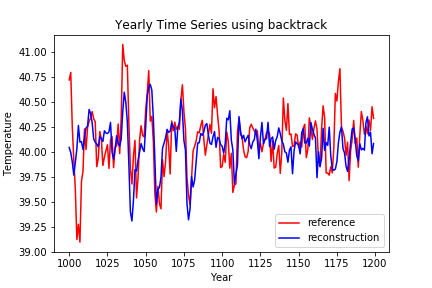 Yearly Time Series using backtrack
41.00
40.75
40.50
40.25
40.00
39.75
39.50
39.25
39.00
Temperature
reference
reconstruction
1000 1025 1050 1075 1100 1125 1150 1175 1200
Year